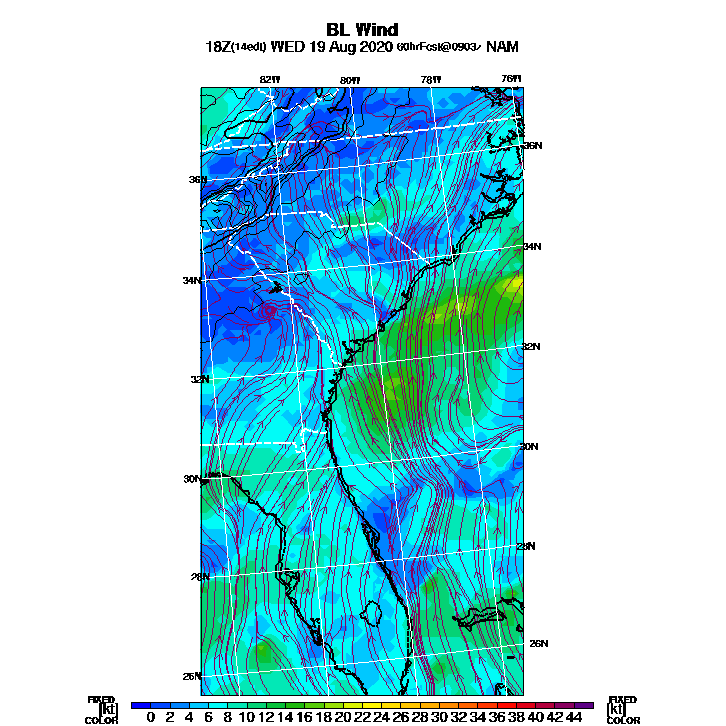 BL Wind
18Z(14edt) WED 19 Aug 2020 60hrFcst@0903z NAM
82W 80W 78W 76W
36N
36N
34N
34N
32N
32N
30N
30N
28N
28N
26N
26N
FIXED FIXED
[kt] 0 2 4 6 8 10 12 14 16 18 20 22 24 26 28 30 32 34 36 38 40 42 44 [kt]
COLOR COLOR